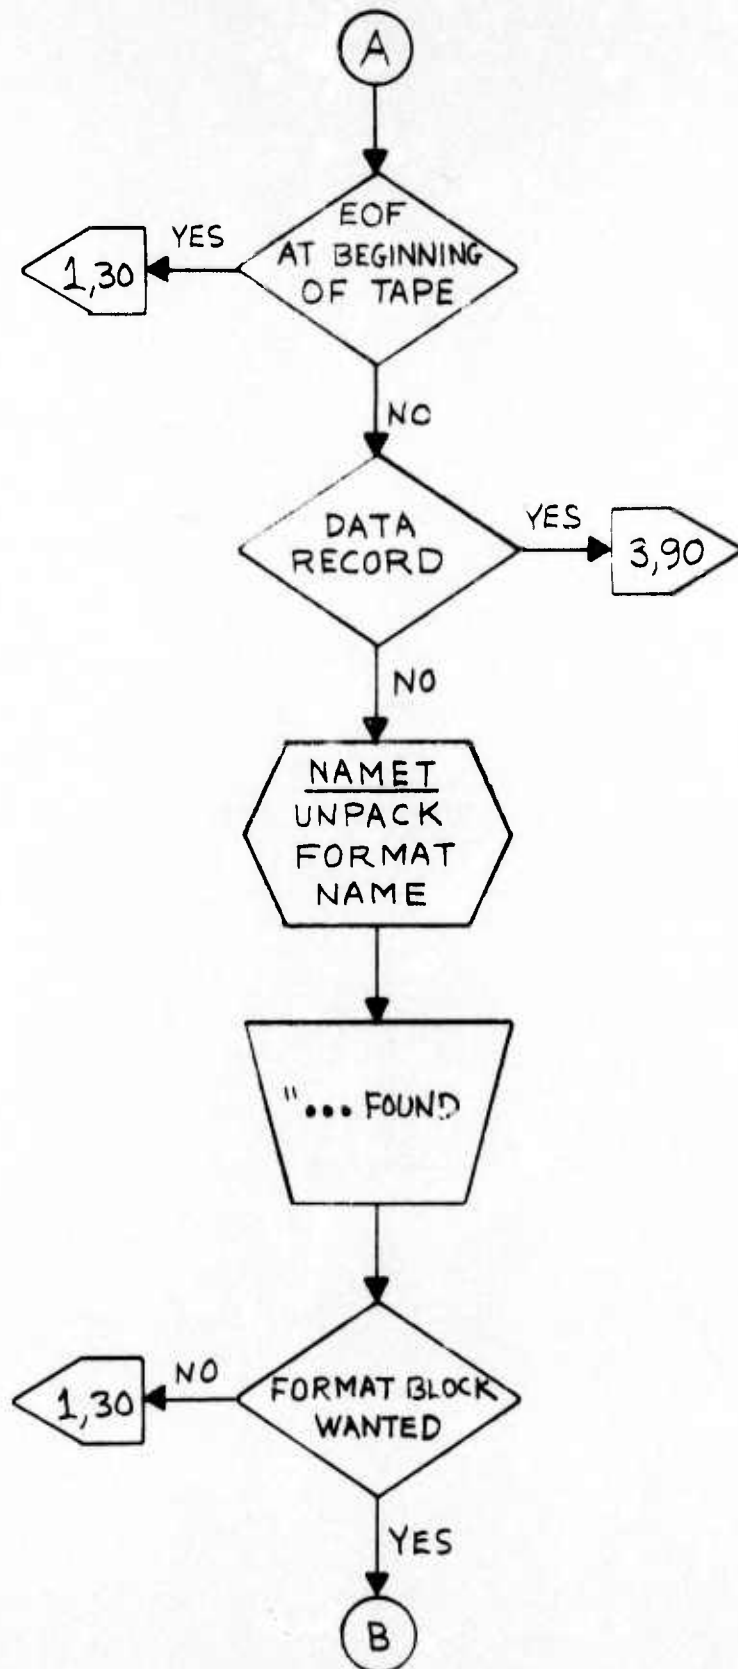 A
EOF
AT BEGINNING
OF TAPE
YES
1,30
NO
DATA
RECORD
YES
3,90
NO
NAMET
UNPACK
FORMAT
NAME
"... FOUND
FORMAT BLOCK
WANTED
NO
1,30
YES
B